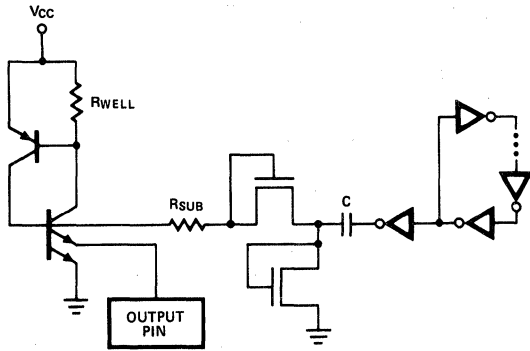 VCC
RWELL
RSUB
C
OUTPUT
PIN